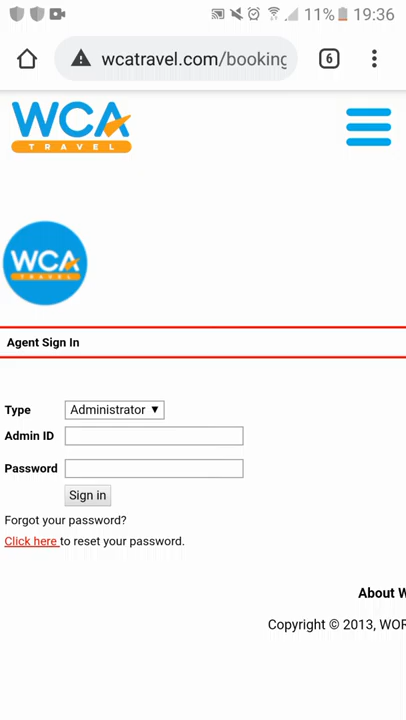 11% 19:36
wcatravel.com/booking
6
WCA
TRAVEL
WCA
TRAVEL
Agent Sign In
Type Administrator ▼
Admin ID
Password
Sign in
Forgot your password?
Click here to reset your password.
About W
Copyright © 2013, WOR